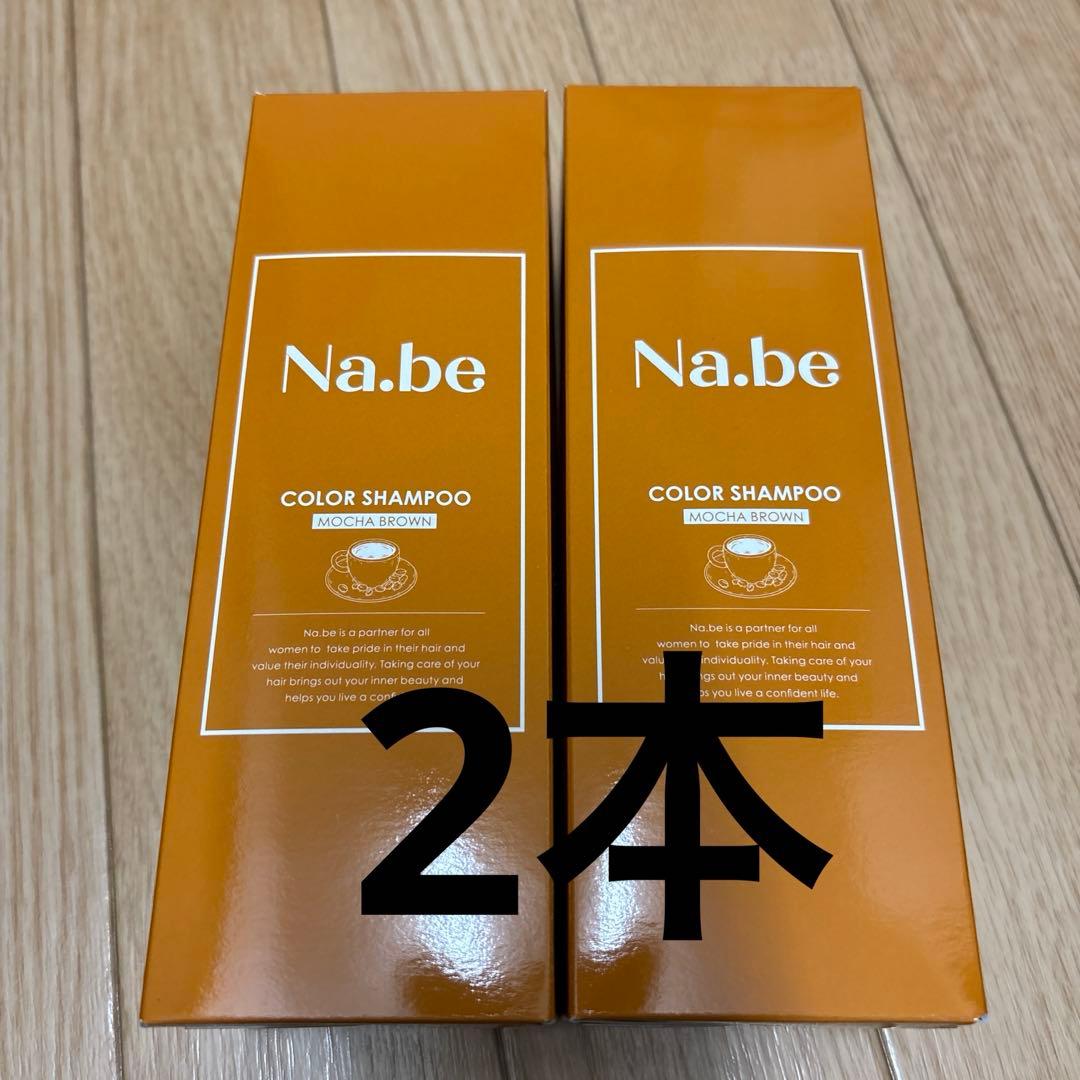 Na.be
COLOR SHAMPOO
MOCHA BROWN
Na.be is a partner for all
women to take pride in their hair and
value their individuality. Taking care of your
hair brings out your inner beauty and
helps you live a
Na.be
COLOR SHAMPOO
MOCHA BROWN
Na.be is a partner for all
women to take pride in their hair and
individuality. Taking care of your
out your inner beauty and
you live a confident life.
2本